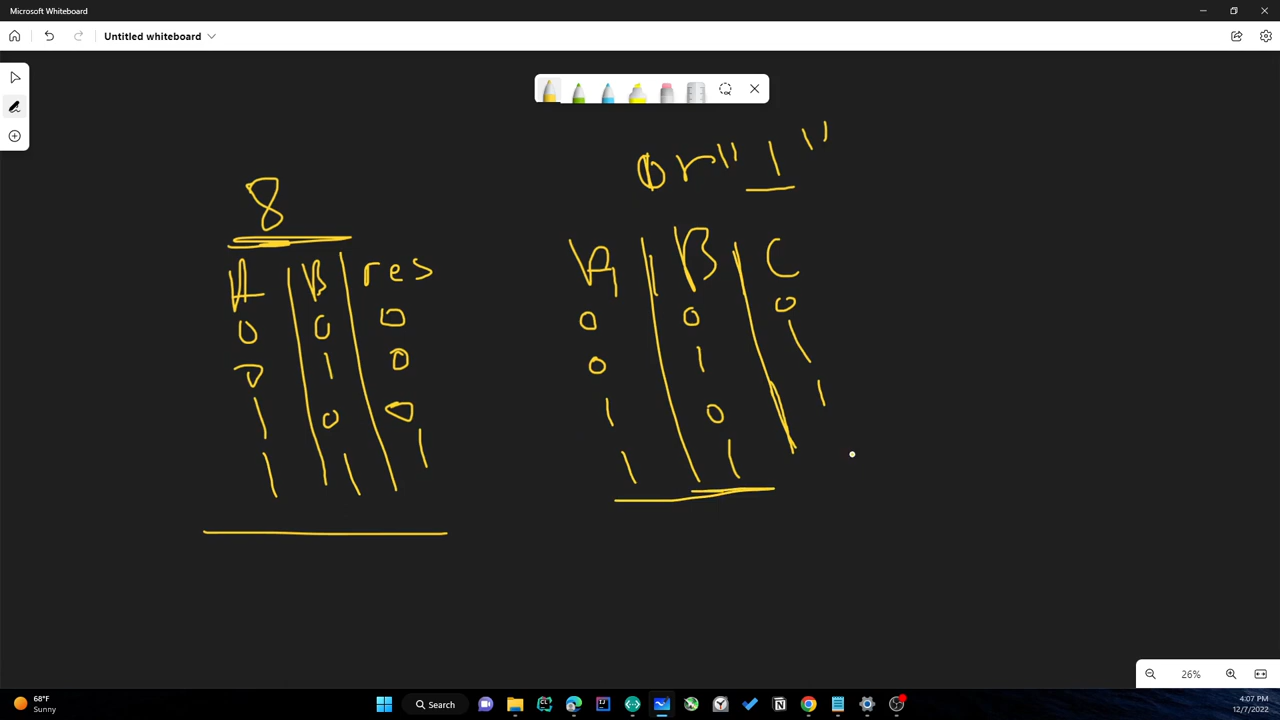 Microsoft Whiteboard
Untitled whiteboard
or "1"
8
A B res
0 0 0
0 1 0
1 0 0
1 1 1
A B C
0 0 0
0 1 1
1 0 1
1 1
26%
68°F
Sunny
Search
4:07 PM
12/7/2022